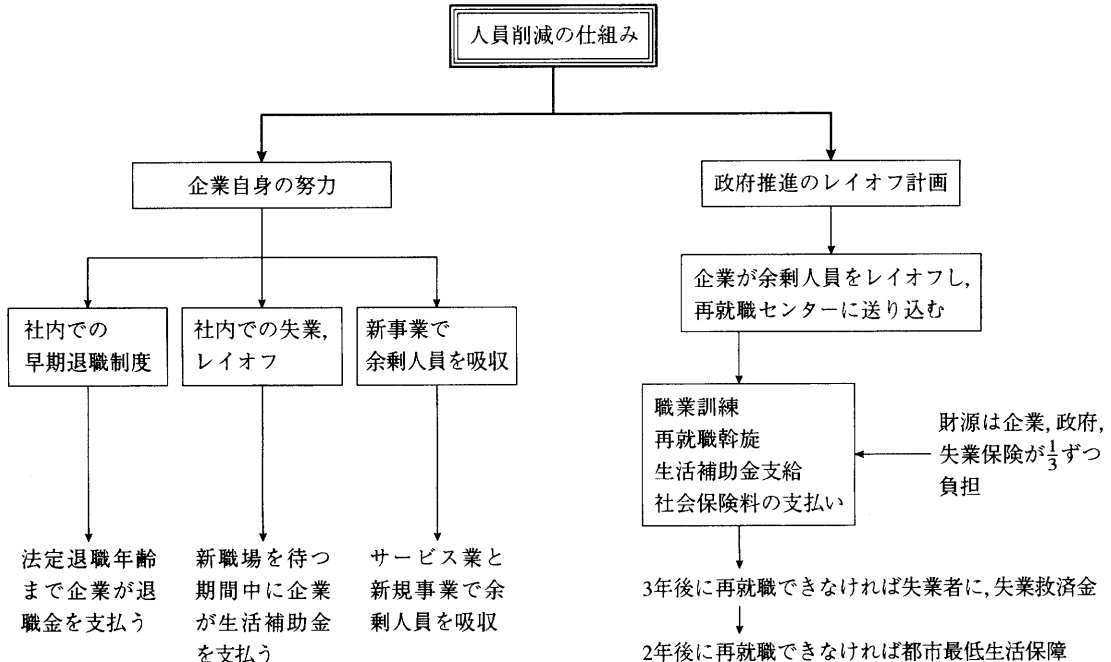 人員削減の仕組み
企業自身の努力
社内での
早期退職制度
法定退職年齢
まで企業が退
職金を支払う
社内での失業,
レイオフ
新職場を待つ
期間中に企業
が生活補助金
を支払う
新事業で
余剰人員を吸収
サービス業と
新規事業で余
剰人員を吸収
政府推進のレイオフ計画
企業が余剰人員をレイオフし,
再就職センターに送り込む
職業訓練
再就職斡旋
生活補助金支給
社会保険料の支払い
財源は企業, 政府,
失業保険が1/3ずつ
負担
3年後に再就職できなければ失業者に, 失業救済金
2年後に再就職できなければ都市最低生活保障